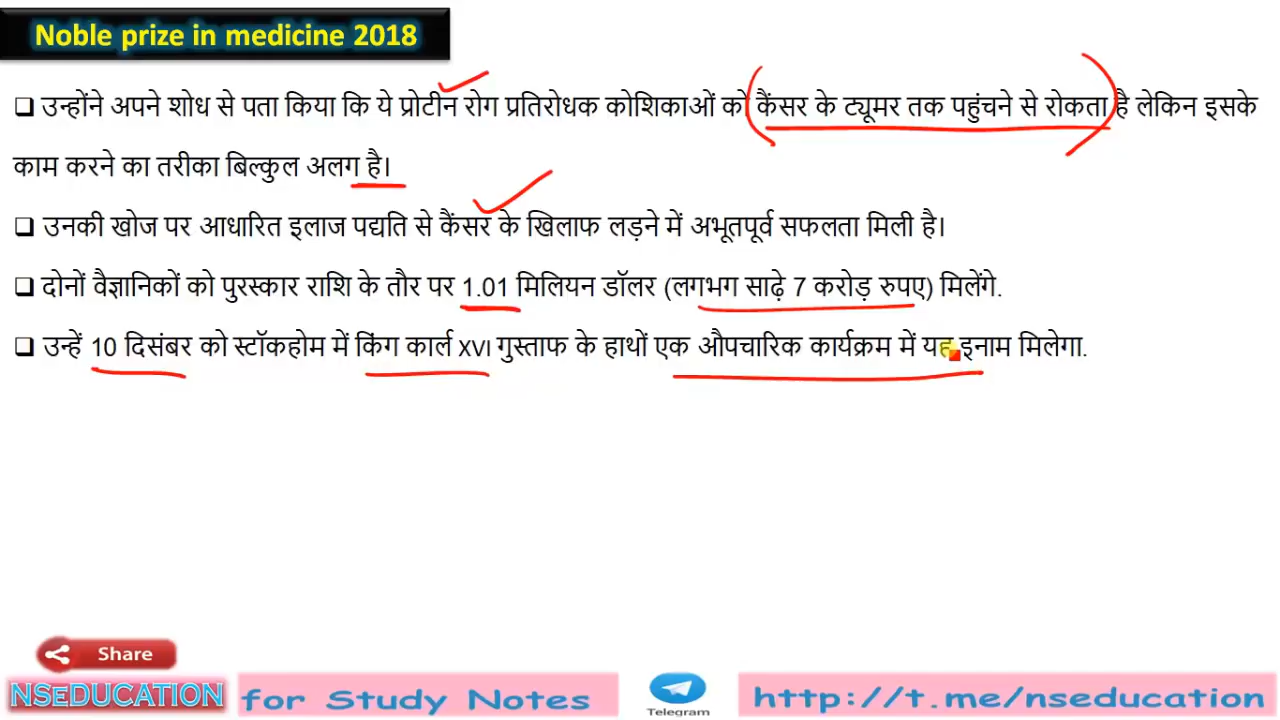 Noble prize in medicine 2018
❑ उन्होंने अपने शोध से पता किया कि ये प्रोटीन रोग प्रतिरोधक कोशिकाओं को कैंसर के ट्यूमर तक पहुंचने से रोकता है लेकिन इसके
काम करने का तरीका बिल्कुल अलग है।
❑ उनकी खोज पर आधारित इलाज पद्यति से कैंसर के खिलाफ लड़ने में अभूतपूर्व सफलता मिली है।
❑ दोनों वैज्ञानिकों को पुरस्कार राशि के तौर पर 1.01 मिलियन डॉलर (लगभग साढ़े 7 करोड़ रुपए) मिलेंगे.
❑ उन्हें 10 दिसंबर को स्टॉकहोम में किंग कार्ल XVI गुस्ताफ के हाथों एक औपचारिक कार्यक्रम में यह इनाम मिलेगा.
Share
NSEDUCATION for Study Notes Telegram http://t.me/nseducation